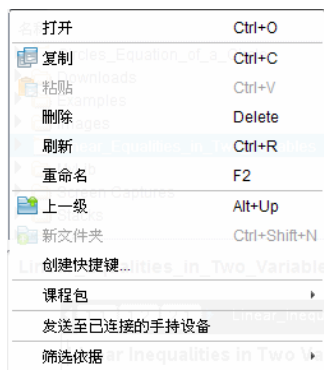 打开 Ctrl+O
复制 Ctrl+C
粘贴 Ctrl+V
删除 Delete
刷新 Ctrl+R
重命名 F2
上一级 Alt+Up
新文件夹 Ctrl+Shift+N
创建快捷键...
课程包
发送至已连接的手持设备
筛选依据